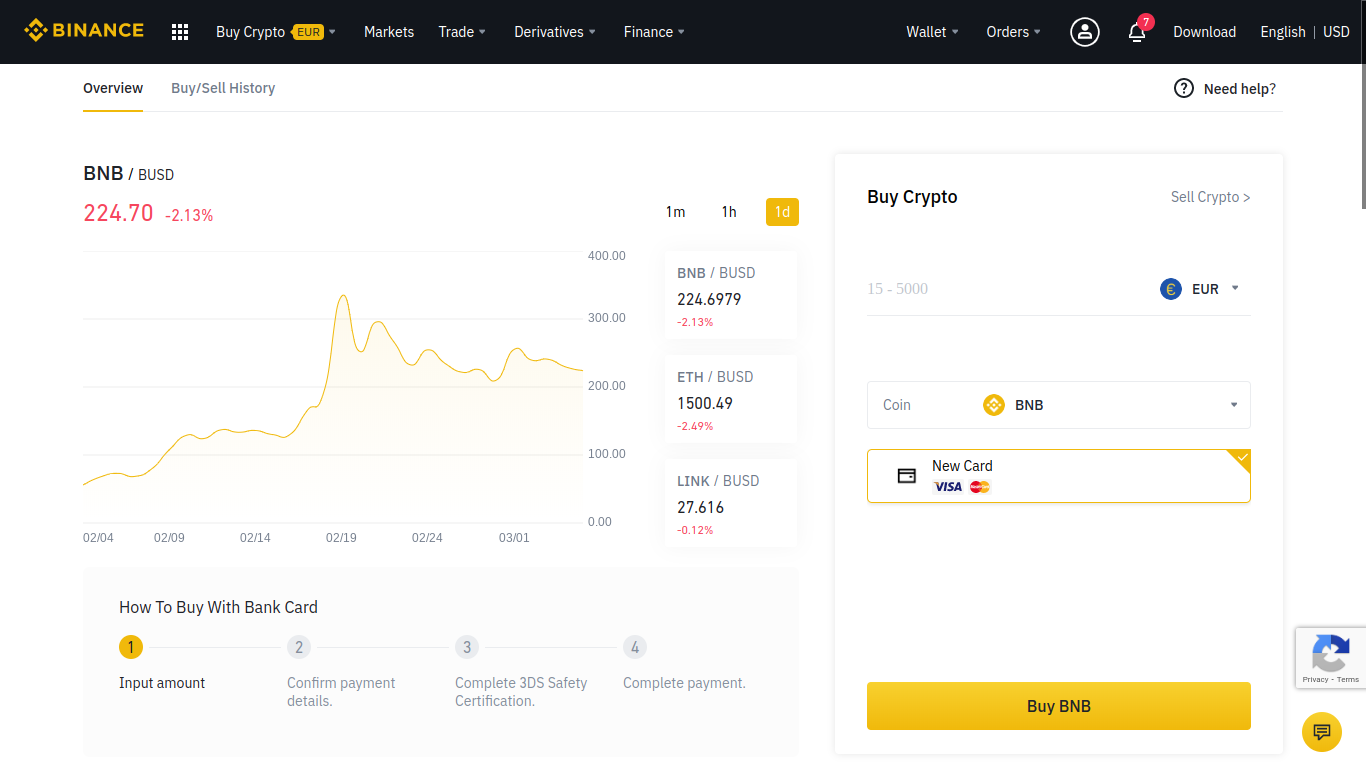 BINANCE
Buy Crypto EUR
Markets
Trade
Derivatives
Finance
Wallet
Orders
7
Download
English | USD
Overview
Buy/Sell History
? Need help?
BNB / BUSD
224.70 -2.13%
1m 1h 1d
400.00
300.00
200.00
100.00
0.00
02/04 02/09 02/14 02/19 02/24 03/01
BNB / BUSD
224.6979
-2.13%
ETH / BUSD
1500.49
-2.49%
LINK / BUSD
27.616
-0.12%
How To Buy With Bank Card
1 2 3 4
Input amount
Confirm payment
details.
Complete 3DS Safety
Certification.
Complete payment.
Buy Crypto
Sell Crypto >
15 - 5000
€ EUR
Coin BNB
New Card
VISA MasterCard
Buy BNB
Privacy - Terms